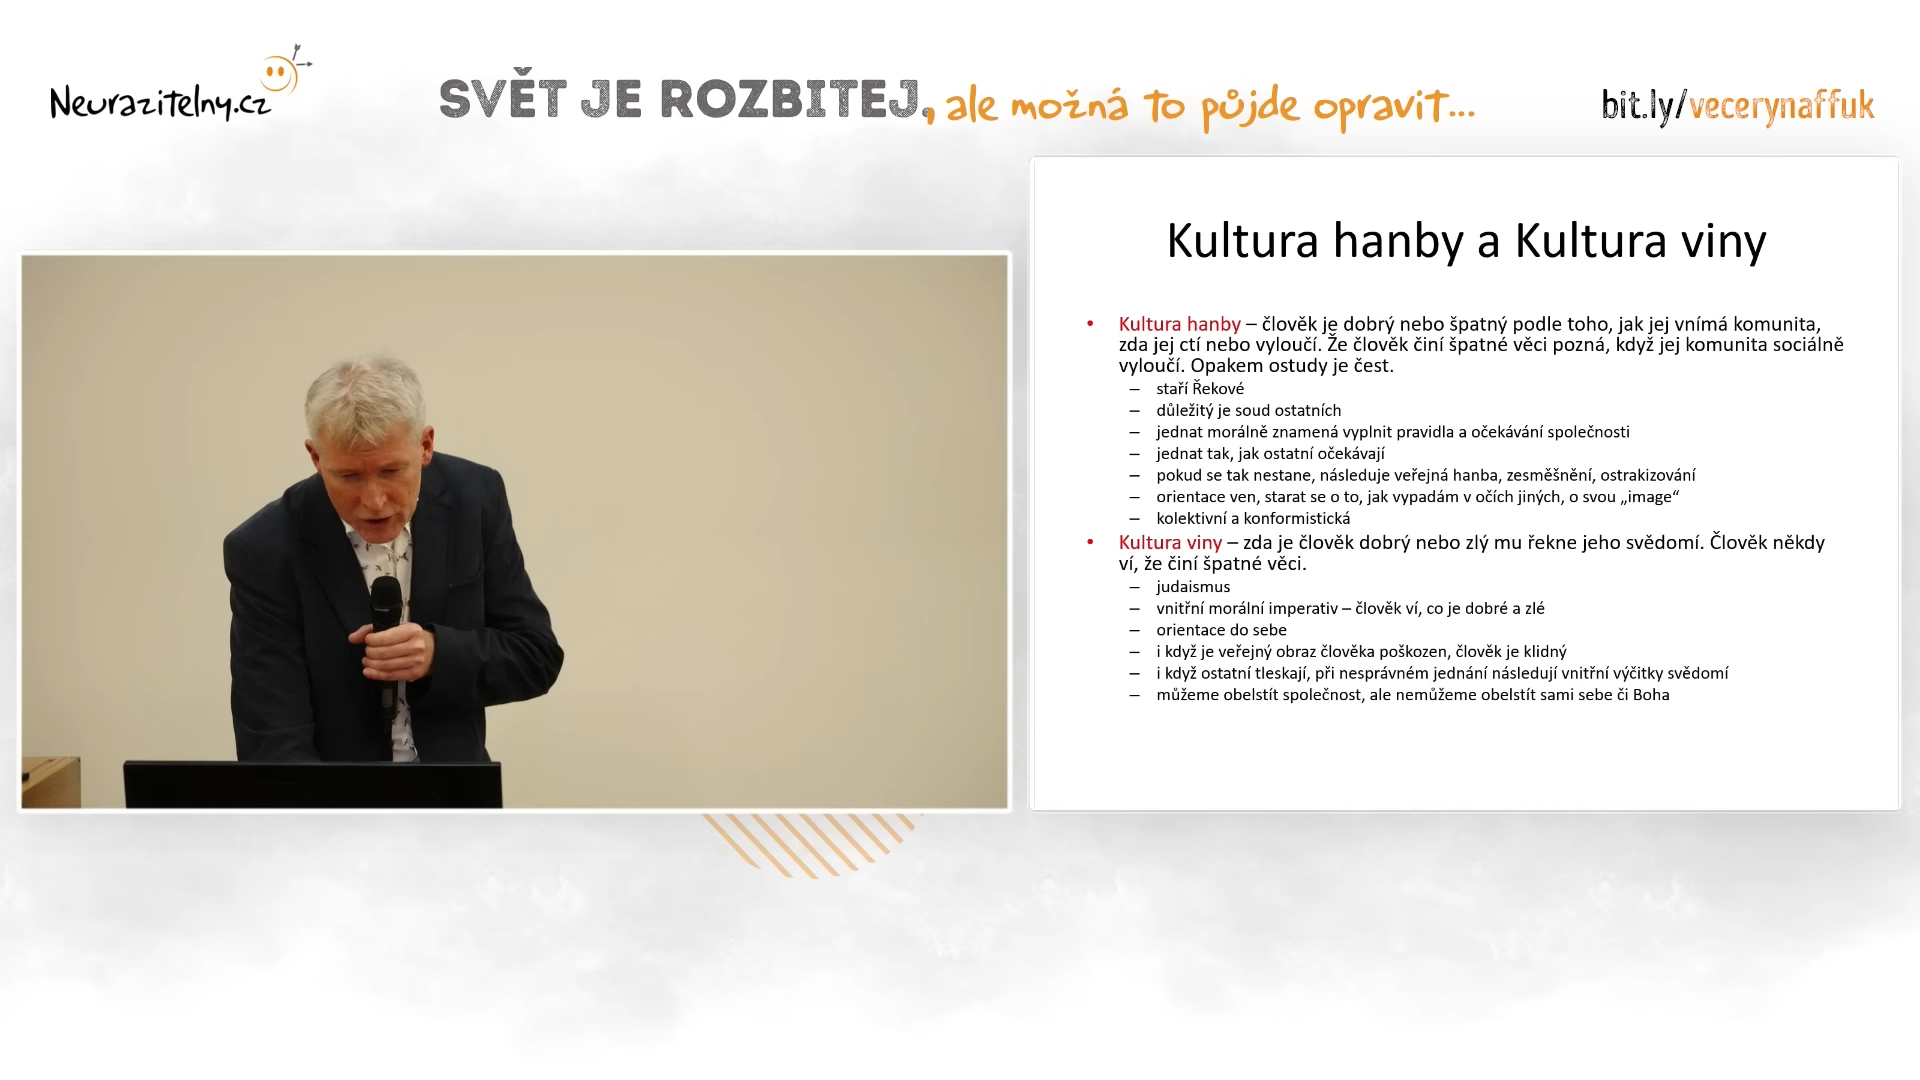 Neurazitelny.cz
SVĚT JE ROZBITEJ, ale možná to půjde opravit...
bit.ly/vecerynaffuk
Kultura hanby a Kultura viny
• Kultura hanby – člověk je dobrý nebo špatný podle toho, jak jej vnímá komunita,
zda jej ctí nebo vyloučí. Že člověk činí špatné věci pozná, když jej komunita sociálně
vyloučí. Opakem ostudy je čest.
– staří Řekové
– důležitý je soud ostatních
– jednat morálně znamená vyplnit pravidla a očekávání společnosti
– jednat tak, jak ostatní očekávají
– pokud se tak nestane, následuje veřejná hanba, zesměšnění, ostrakizování
– orientace ven, starat se o to, jak vypadám v očích jiných, o svou „image“
– kolektivní a konformistická
• Kultura viny – zda je člověk dobrý nebo zlý mu řekne jeho svědomí. Člověk někdy
ví, že činí špatné věci.
– judaismus
– vnitřní morální imperativ – člověk ví, co je dobré a zlé
– orientace do sebe
– i když je veřejný obraz člověka poškozen, člověk je klidný
– i když ostatní tleskají, při nesprávném jednání následují vnitřní výčitky svědomí
– můžeme obelstít společnost, ale nemůžeme obelstít sami sebe či Boha